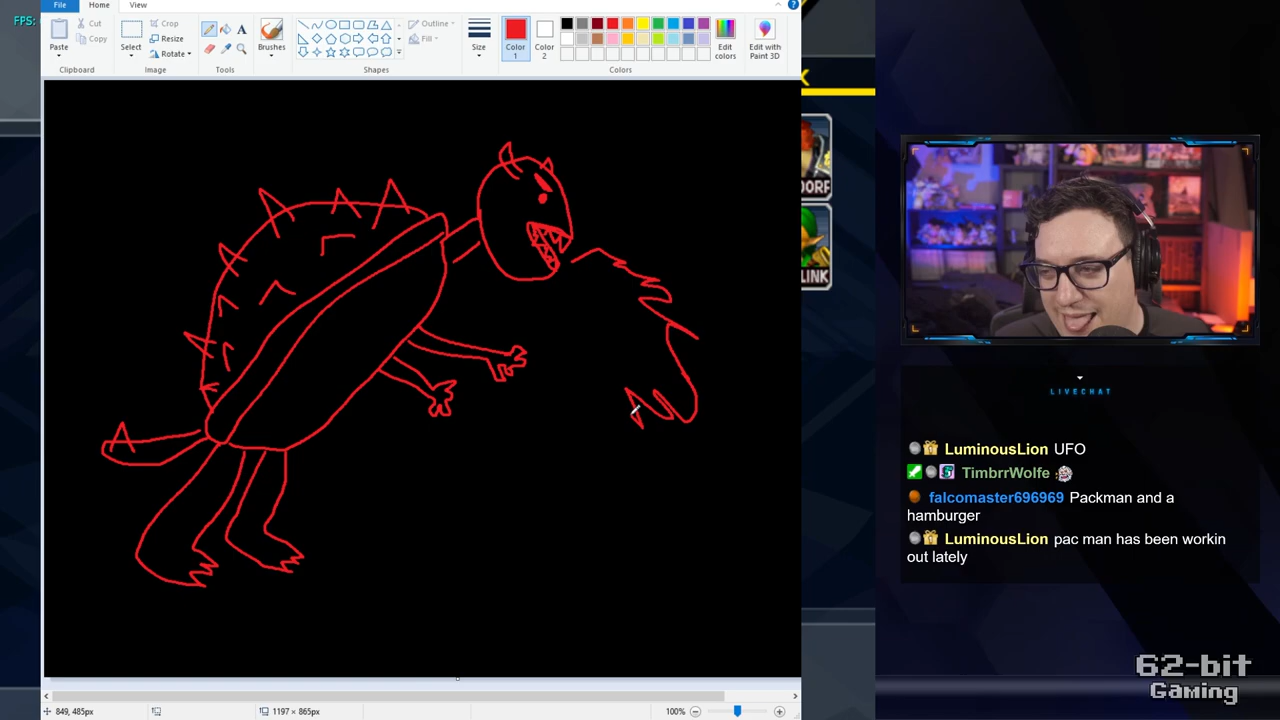 FPS:
File
Home
View
Paste
Cut
Copy
Clipboard
Select
Crop
Resize
Rotate
Image
A
Tools
Brushes
Outline
Fill
Shapes
Size
Color
1
Color
2
Edit
colors
Edit with
Paint 3D
Colors
?
K
DORF
LINK
LIVECHAT
LuminousLion UFO
TimbrrWolfe :
falcomaster696969 Packman and a
hamburger
LuminousLion pac man has been workin
out lately
62-bit
Gaming
849, 485px
1197 × 865px
100%